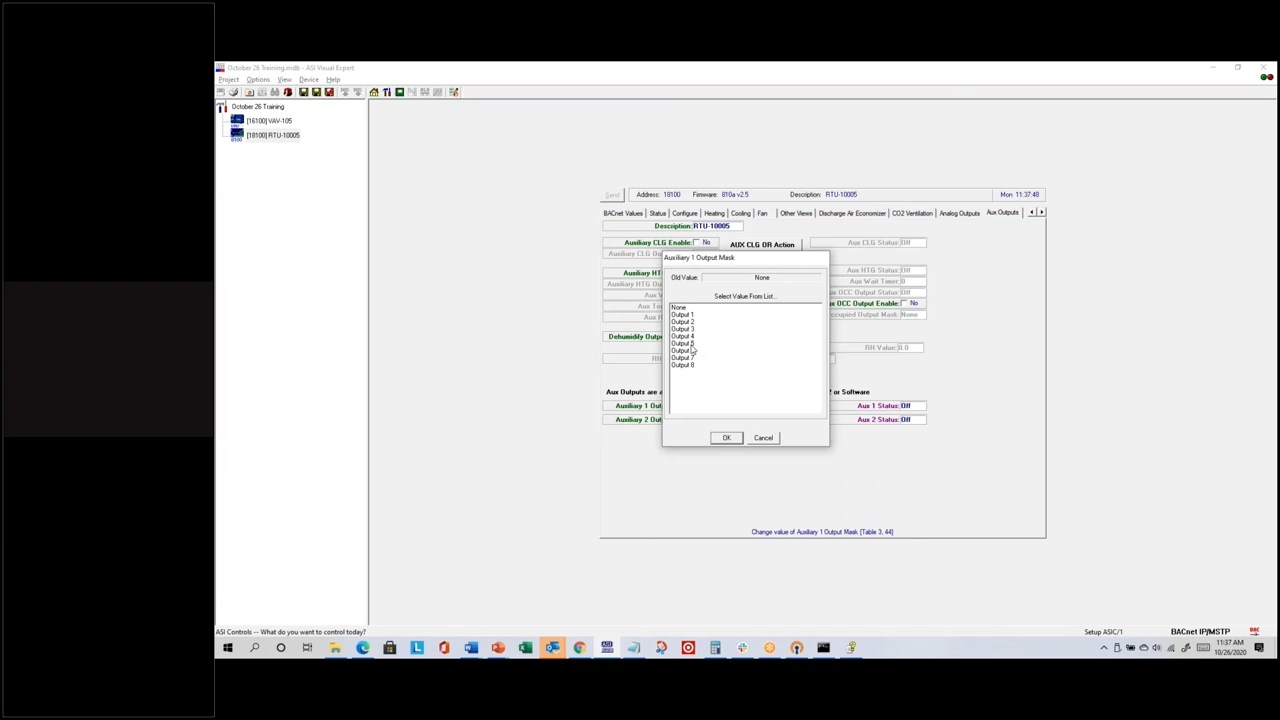 October 26 Training.mdb - ASI Visual Expert
Project Options View Device Help
October 26 Training
[16100] VAV-105
[18100] RTU-10005
8100
Send Address: 18100 Firmware: 810a v2.5 Description: RTU-10005 Mon 11:37:48
BACnet Values Status Configure Heating Cooling Fan Other Views Discharge Air Economizer CO2 Ventilation Analog Outputs Aux Outputs
Description: RTU-10005
Auxiliary CLG Enable: No AUX CLG OR Action Aux CLG Status: Off
Auxiliary CLG
Auxiliary 1 Output Mask
Auxiliary HTG Aux HTG Status: Off
Old Value: None
Auxiliary HTG Aux Wait Timer: 0
OCC Output Status: Off
Select Value From List...
OCC Output Enable: No
Output Mask: None
None
Output 1
Output 2
Output 3
Output 4
Output 5
Output
Output 7
Output 8
Dehumidify Output
RH Value: 0.0
Aux Outputs are or Software
Auxiliary 1 Aux 1 Status: Off
Auxiliary 2 Aux 2 Status: Off
OK Cancel
Change value of Auxiliary 1 Output Mask [Table 3, 44]
ASI Controls -- What do you want to control today? Setup ASIC/1 BACnet IP/MSTP
11:37 AM
10/26/2020